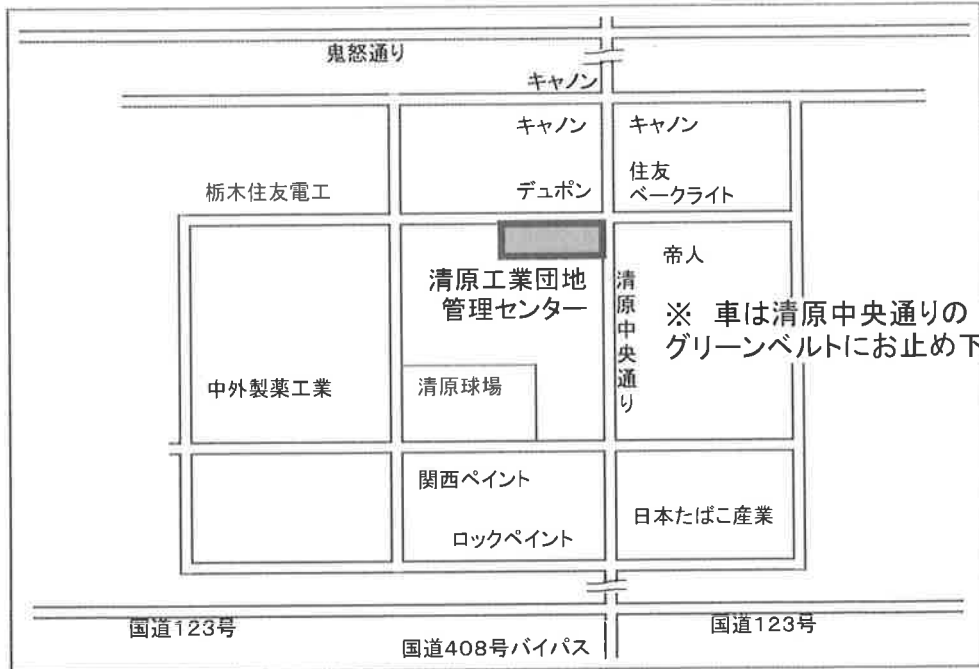 鬼怒通り
キャノン
キャノン
キャノン
デュポン
住友
ベークライト
栃木住友電工
帝人
清原工業団地
管理センター
清原中央通り
※ 車は清原中央通りの
グリーンベルトにお止め下
中外製薬工業
清原球場
関西ペイント
ロックペイント
日本たばこ産業
国道123号
国道408号バイパス
国道123号